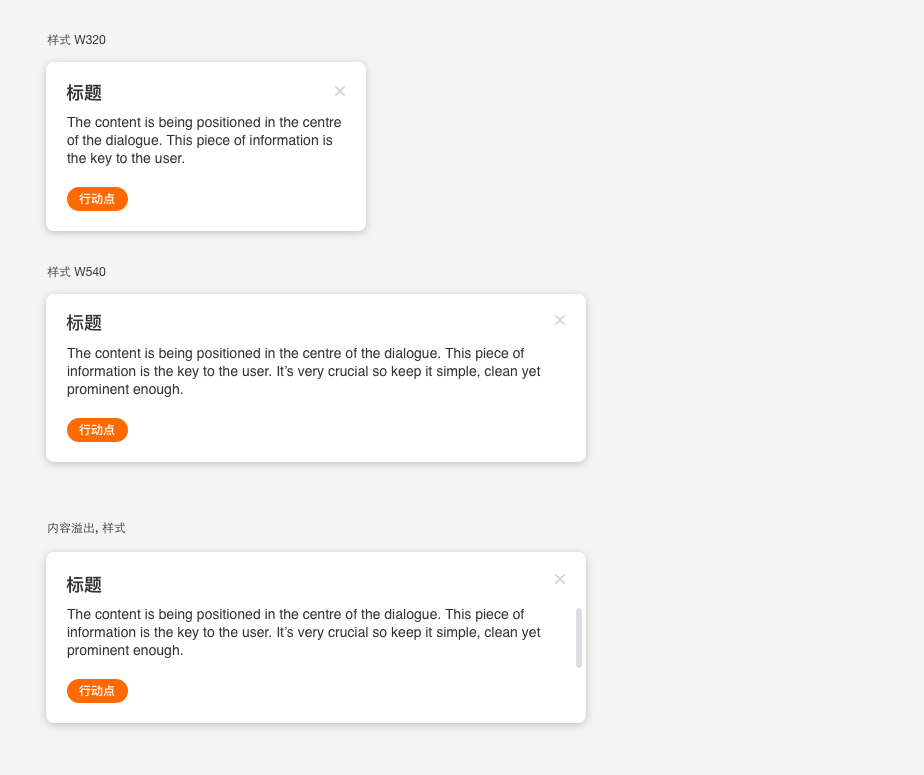 样式 W320
标题
The content is being positioned in the centre
of the dialogue. This piece of information is
the key to the user.
行动点
样式 W540
标题
The content is being positioned in the centre of the dialogue. This piece of
information is the key to the user. It’s very crucial so keep it simple, clean yet
prominent enough.
行动点
内容溢出, 样式
标题
The content is being positioned in the centre of the dialogue. This piece of
information is the key to the user. It’s very crucial so keep it simple, clean yet
prominent enough.
行动点